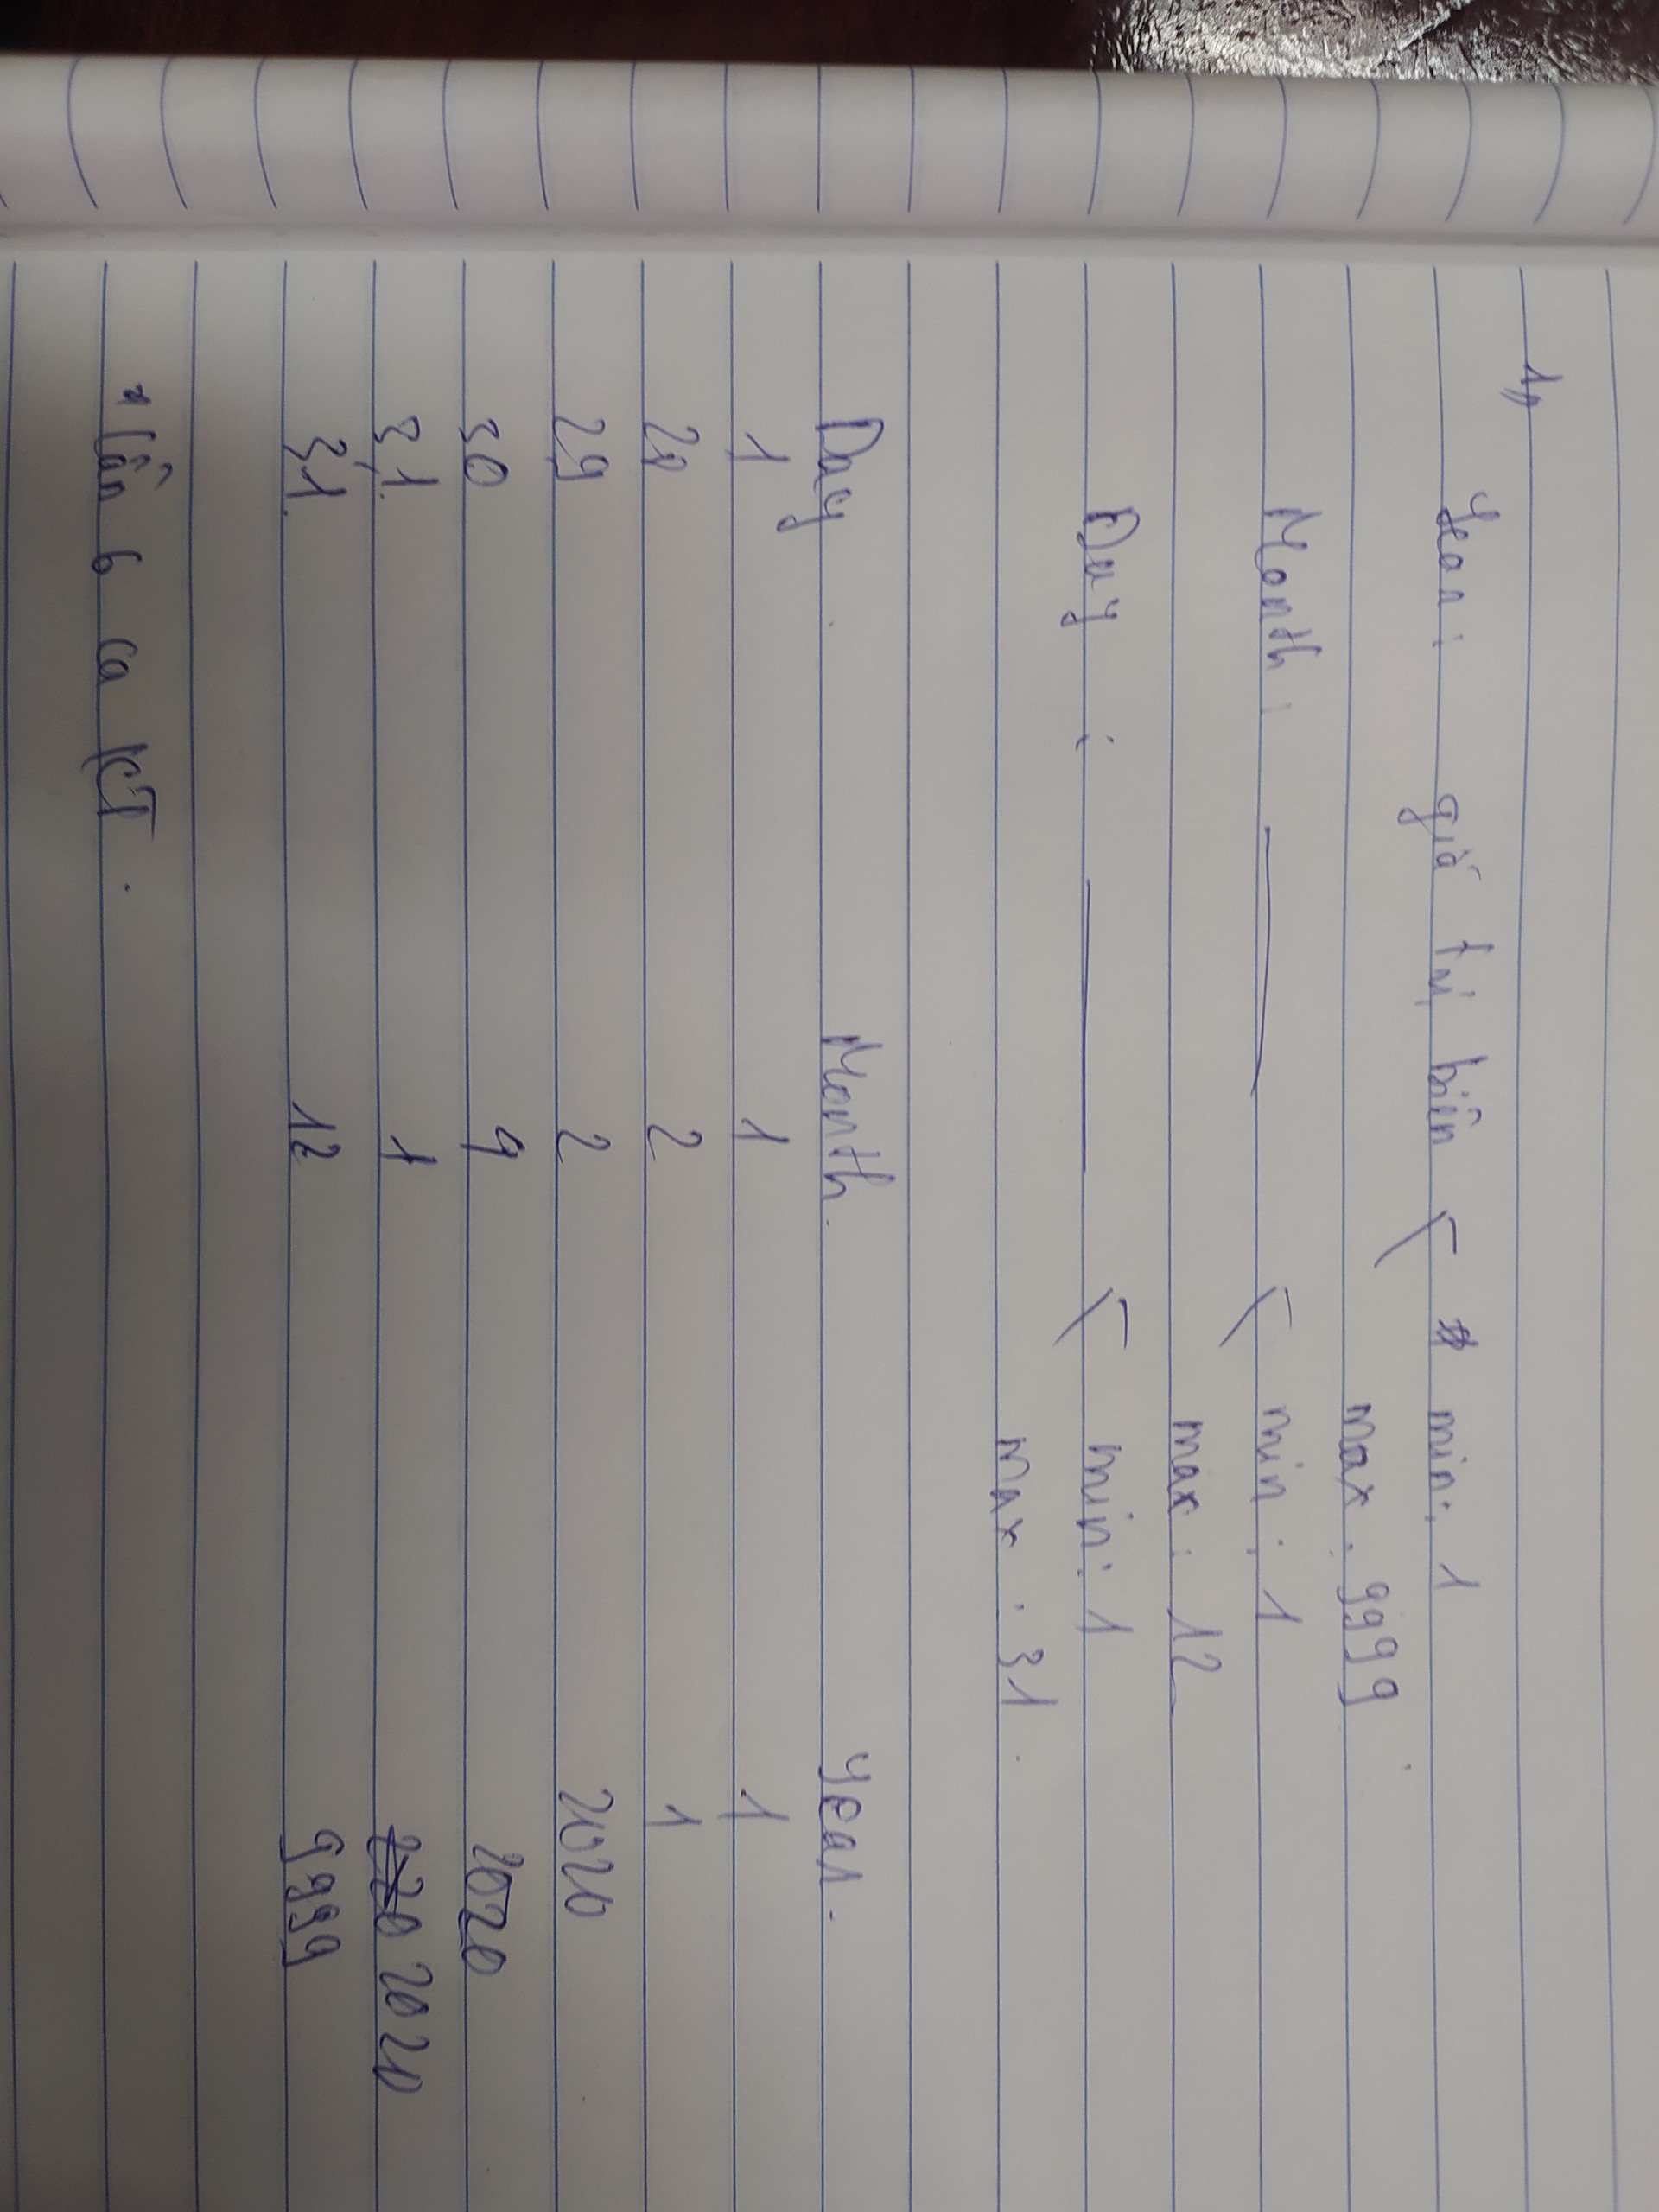 1,
Year: giá trị biên < min: 1
max: 9999
Month: ——— < min: 1
max: 12
Day: ——— < min: 1
max: 31.
Day Month. Year.
1 1 1
28 2 1
29 2 2020
30 9 2020
31 1 2020
31 12 9999
* Cần 6 ca KT.